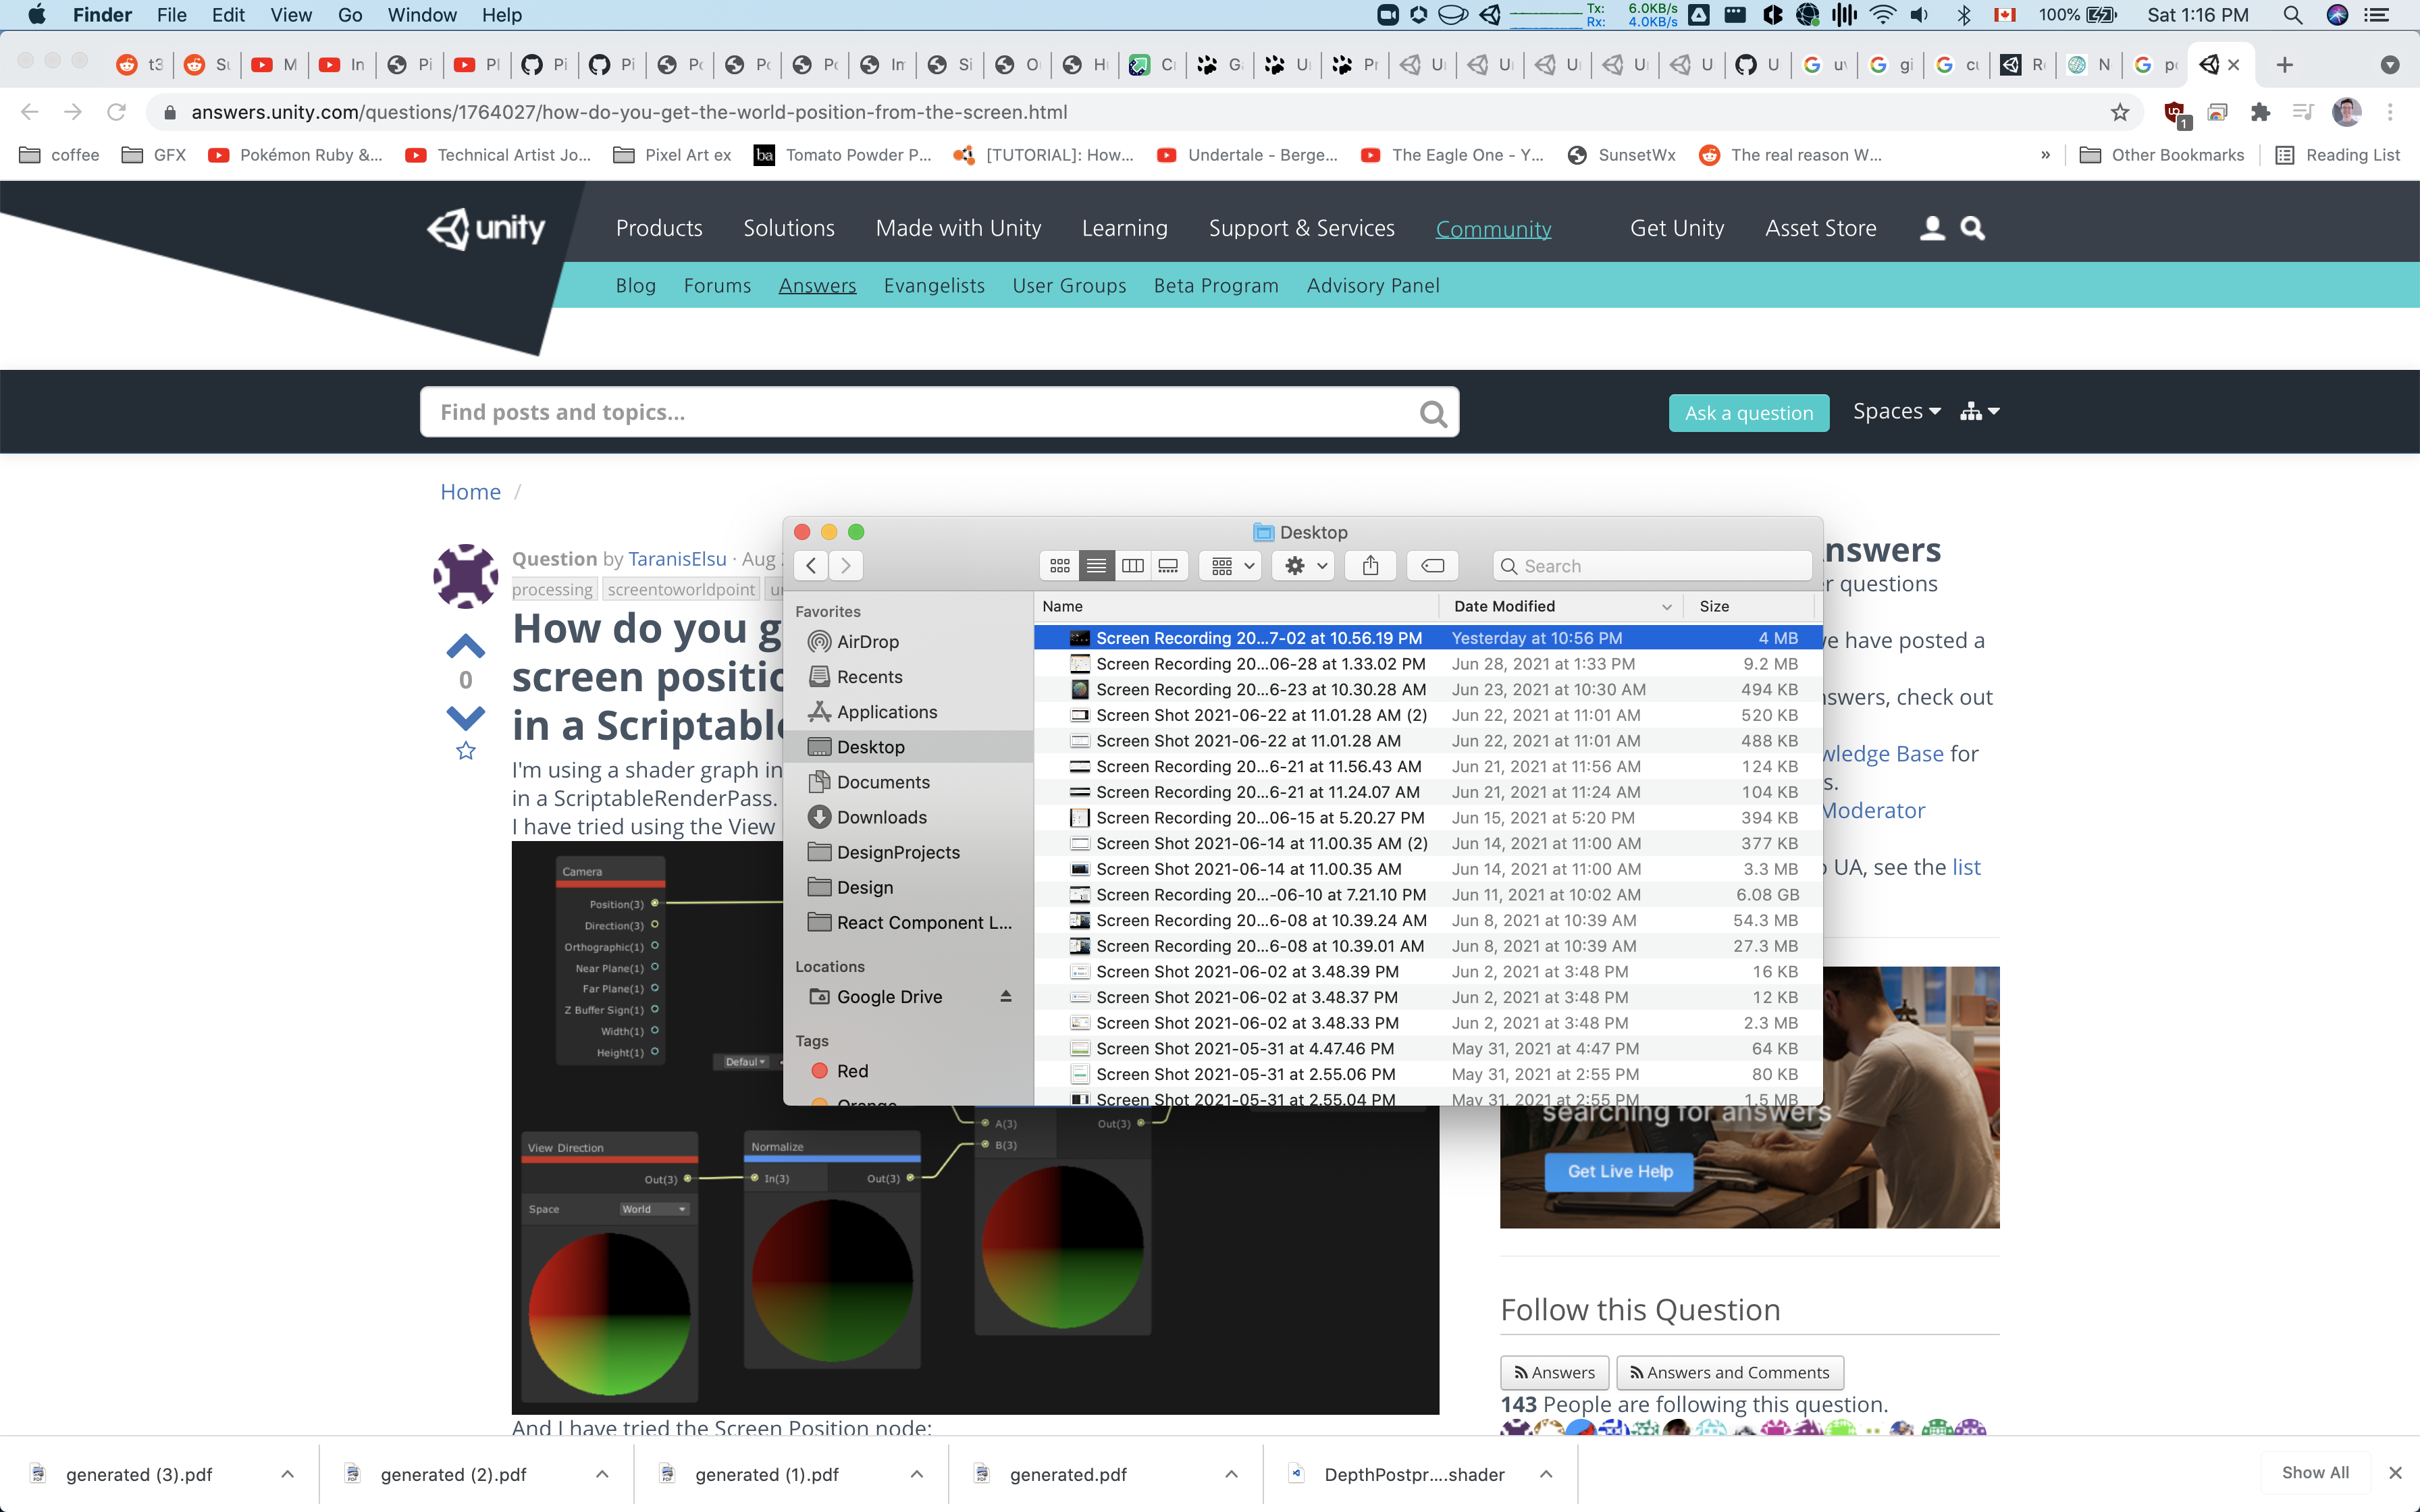 Finder File Edit View Go Window Help
Tx: 6.0KB/s
Rx: 4.0KB/s
100% Sat 1:16 PM
t3 Su M In Pi Pl Pi Pi Po Po Po Im Si O Hu C G U Pr U U U U U U uv gi cu R N po
answers.unity.com/questions/1764027/how-do-you-get-the-world-position-from-the-screen.html
1
coffee GFX Pokémon Ruby &... Technical Artist Jo... Pixel Art ex ba Tomato Powder P... [TUTORIAL]: How... Undertale - Berge... The Eagle One - Y... SunsetWx The real reason W... » Other Bookmarks Reading List
unity Products Solutions Made with Unity Learning Support & Services Community Get Unity Asset Store
Blog Forums Answers Evangelists User Groups Beta Program Advisory Panel
Find posts and topics...
Ask a question Spaces
Home /
Question by TaranisElsu · Aug
processing screentoworldpoint
How do you g
screen positio
in a Scriptable
0
I'm using a shader graph in
in a ScriptableRenderPass.
I have tried using the View
Camera
Position(3)
Direction(3)
Orthographic(1)
Near Plane(1)
Far Plane(1)
Z Buffer Sign(1)
Width(1)
Height(1)
Defaul
Desktop
Search
Favorites
AirDrop
Recents
Applications
Desktop
Documents
Downloads
DesignProjects
Design
React Component L...
Locations
Google Drive
Tags
Red
Orange
Name Date Modified Size
Screen Recording 20...7-02 at 10.56.19 PM Yesterday at 10:56 PM 4 MB
Screen Recording 20...06-28 at 1.33.02 PM Jun 28, 2021 at 1:33 PM 9.2 MB
Screen Recording 20...6-23 at 10.30.28 AM Jun 23, 2021 at 10:30 AM 494 KB
Screen Shot 2021-06-22 at 11.01.28 AM (2) Jun 22, 2021 at 11:01 AM 520 KB
Screen Shot 2021-06-22 at 11.01.28 AM Jun 22, 2021 at 11:01 AM 488 KB
Screen Recording 20...6-21 at 11.56.43 AM Jun 21, 2021 at 11:56 AM 124 KB
Screen Recording 20...6-21 at 11.24.07 AM Jun 21, 2021 at 11:24 AM 104 KB
Screen Recording 20...06-15 at 5.20.27 PM Jun 15, 2021 at 5:20 PM 394 KB
Screen Shot 2021-06-14 at 11.00.35 AM (2) Jun 14, 2021 at 11:00 AM 377 KB
Screen Shot 2021-06-14 at 11.00.35 AM Jun 14, 2021 at 11:00 AM 3.3 MB
Screen Recording 20...-06-10 at 7.21.10 PM Jun 11, 2021 at 10:02 AM 6.08 GB
Screen Recording 20...6-08 at 10.39.24 AM Jun 8, 2021 at 10:39 AM 54.3 MB
Screen Recording 20...6-08 at 10.39.01 AM Jun 8, 2021 at 10:39 AM 27.3 MB
Screen Shot 2021-06-02 at 3.48.39 PM Jun 2, 2021 at 3:48 PM 16 KB
Screen Shot 2021-06-02 at 3.48.37 PM Jun 2, 2021 at 3:48 PM 12 KB
Screen Shot 2021-06-02 at 3.48.33 PM Jun 2, 2021 at 3:48 PM 2.3 MB
Screen Shot 2021-05-31 at 4.47.46 PM May 31, 2021 at 4:47 PM 64 KB
Screen Shot 2021-05-31 at 2.55.06 PM May 31, 2021 at 2:55 PM 80 KB
Screen Shot 2021-05-31 at 2.55.04 PM May 31, 2021 at 2:55 PM 1.5 MB
nswers
r questions
e have posted a
swers, check out
wledge Base for
s.
Moderator
UA, see the list
View Direction
Out(3)
Space World
Normalize
In(3) Out(3)
A(3) Out(3)
B(3)
searching for answers
Get Live Help
Follow this Question
Answers Answers and Comments
143 People are following this question.
And I have tried the Screen Position node:
generated (3).pdf generated (2).pdf generated (1).pdf generated.pdf DepthPostpr....shader Show All